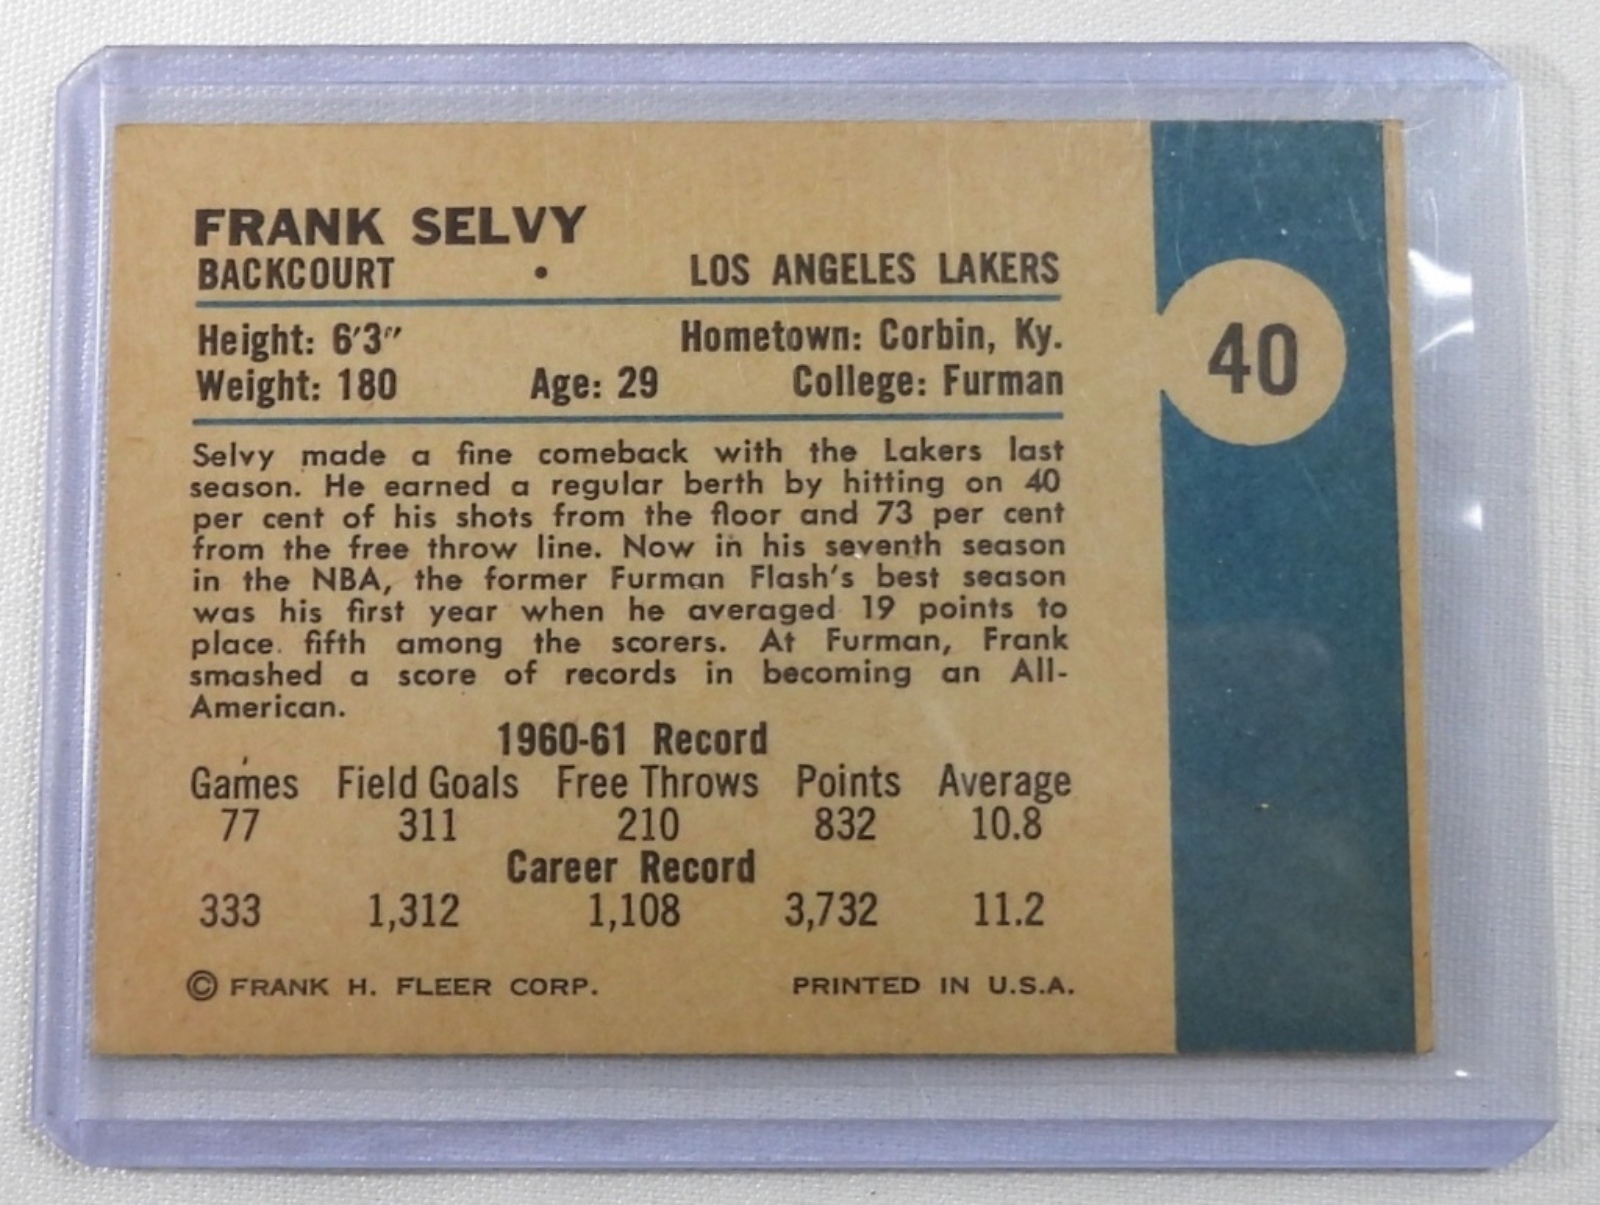 FRANK SELVY
BACKCOURT • LOS ANGELES LAKERS
Height: 6'3" Hometown: Corbin, Ky.
Weight: 180 Age: 29 College: Furman
40
Selvy made a fine comeback with the Lakers last
season. He earned a regular berth by hitting on 40
per cent of his shots from the floor and 73 per cent
from the free throw line. Now in his seventh season
in the NBA, the former Furman Flash's best season
was his first year when he averaged 19 points to
place fifth among the scorers. At Furman, Frank
smashed a score of records in becoming an All-
American.
1960-61 Record
Games Field Goals Free Throws Points Average
77 311 210 832 10.8
Career Record
333 1,312 1,108 3,732 11.2
© FRANK H. FLEER CORP. PRINTED IN U.S.A.